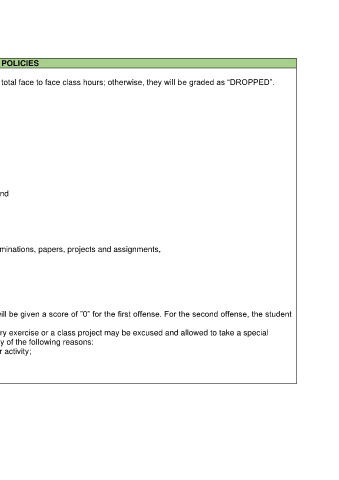 POLICIES
total face to face class hours; otherwise, they will be graded as “DROPPED”.
nd
minations, papers, projects and assignments,
ill be given a score of ”0” for the first offense. For the second offense, the student
ry exercise or a class project may be excused and allowed to take a special
y of the following reasons:
r activity;